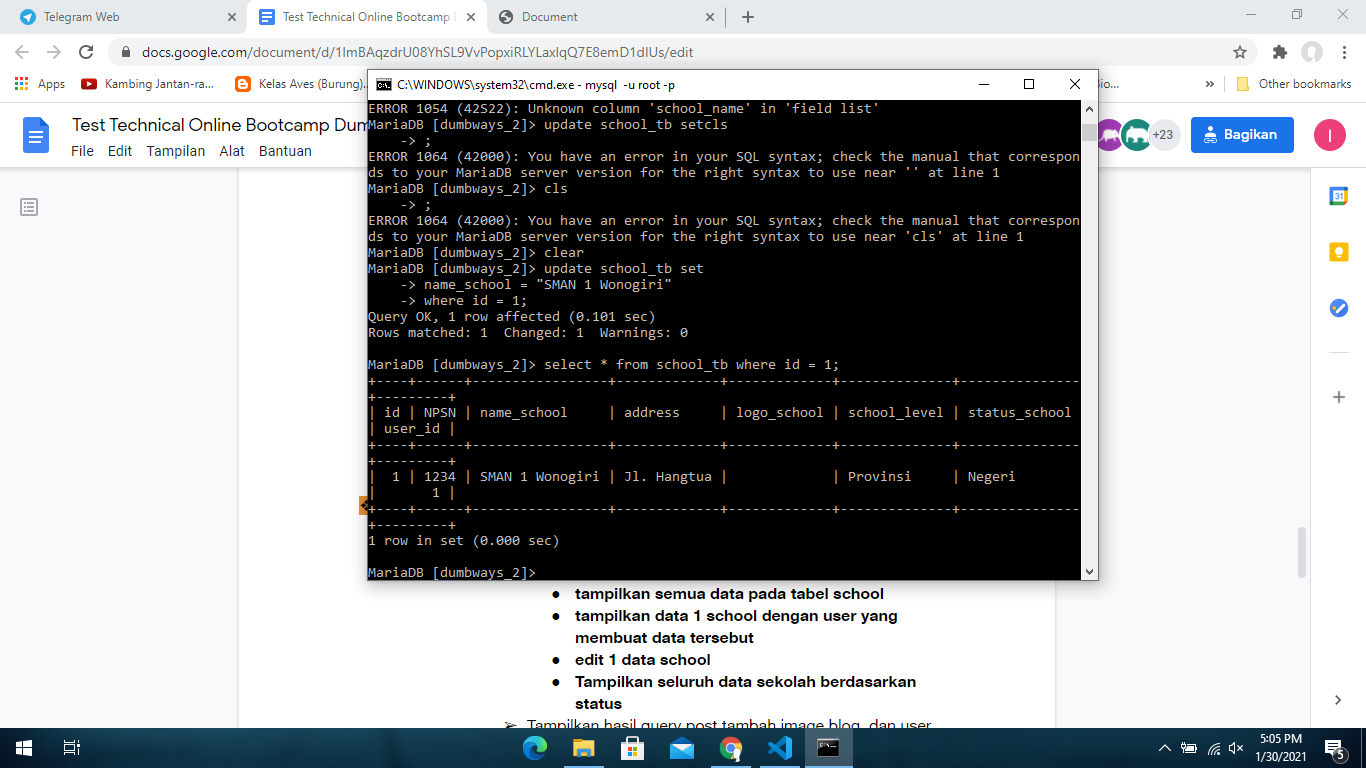 Telegram Web
Test Technical Online Bootcamp
Document
docs.google.com/document/d/1ImBAqzdrU08YhSL9VvPopxiRLYLaxlqQ7E8emD1dIUs/edit
Apps
Kambing Jantan-ra...
Kelas Aves (Burung)...
Other bookmarks
C:\WINDOWS\system32\cmd.exe - mysql -u root -p
Test Technical Online Bootcamp Dum
File Edit Tampilan Alat Bantuan
+23
Bagikan
I
31
ERROR 1054 (42S22): Unknown column 'school_name' in 'field list'
MariaDB [dumbways_2]> update school_tb setcls
    -> ;
ERROR 1064 (42000): You have an error in your SQL syntax; check the manual that correspon
ds to your MariaDB server version for the right syntax to use near '' at line 1
MariaDB [dumbways_2]> cls
    -> ;
ERROR 1064 (42000): You have an error in your SQL syntax; check the manual that correspon
ds to your MariaDB server version for the right syntax to use near 'cls' at line 1
MariaDB [dumbways_2]> clear
MariaDB [dumbways_2]> update school_tb set
    -> name_school = "SMAN 1 Wonogiri"
    -> where id = 1;
Query OK, 1 row affected (0.101 sec)
Rows matched: 1  Changed: 1  Warnings: 0
MariaDB [dumbways_2]> select * from school_tb where id = 1;
+----+------+-----------------+-------------+-------------+--------------+---------------
+---------+
| id | NPSN | name_school     | address     | logo_school | school_level | status_school
| user_id |
+----+------+-----------------+-------------+-------------+--------------+---------------
+---------+
|  1 | 1234 | SMAN 1 Wonogiri | Jl. Hangtua |             | Provinsi     | Negeri
|       1 |
+----+------+-----------------+-------------+-------------+--------------+---------------
+---------+
1 row in set (0.000 sec)
MariaDB [dumbways_2]>
● tampilkan semua data pada tabel school
● tampilkan data 1 school dengan user yang
membuat data tersebut
● edit 1 data school
● Tampilkan seluruh data sekolah berdasarkan
status
➢ Tampilkan hasil query post tambah image blog, dan user
5:05 PM
1/30/2021
5